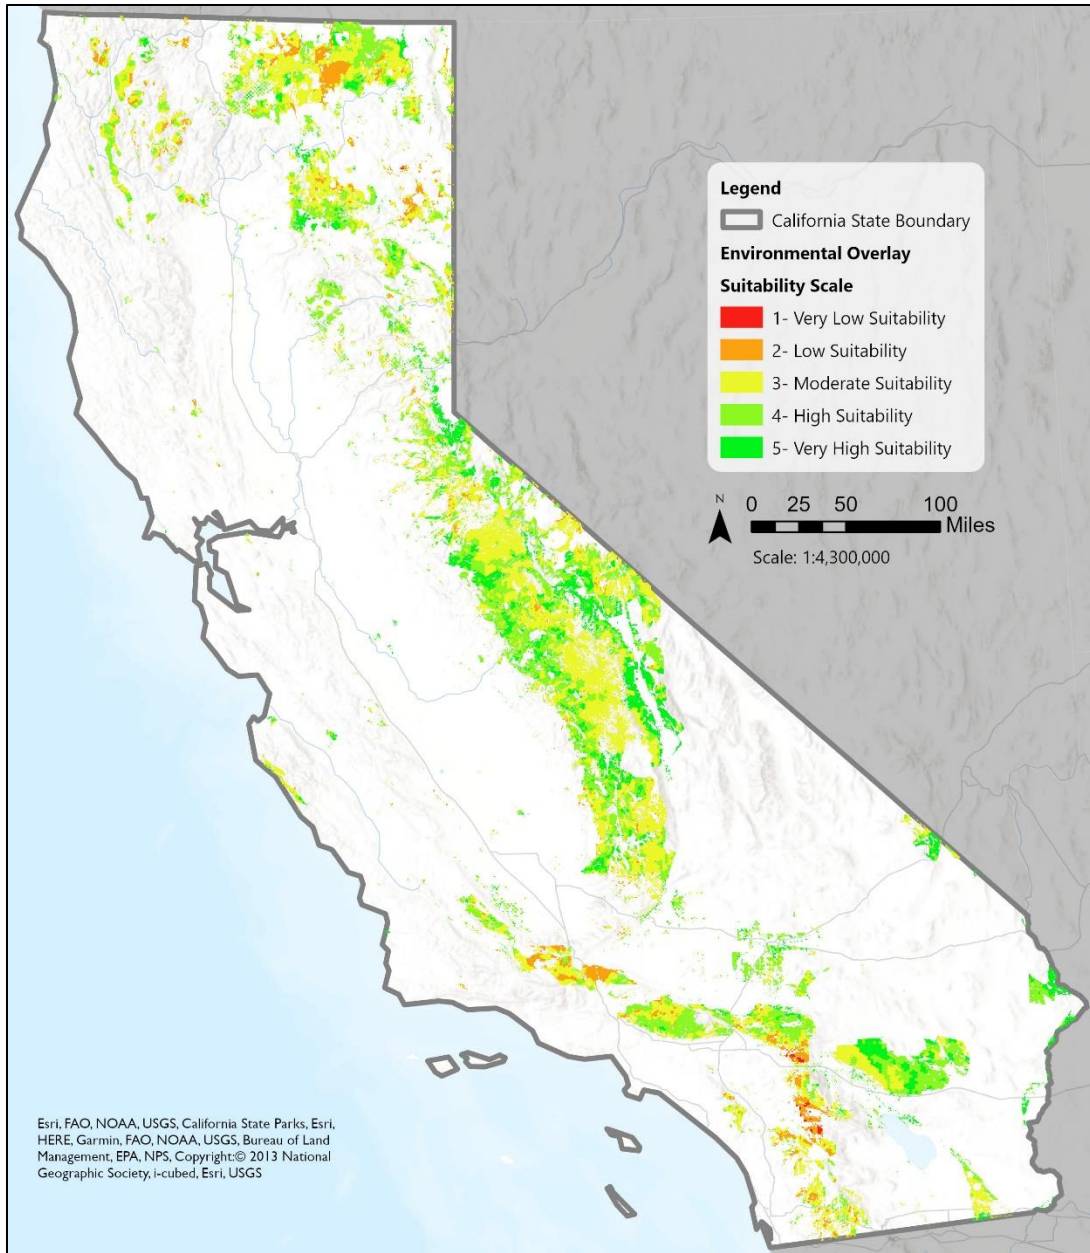 Legend
California State Boundary
Environmental Overlay
Suitability Scale
1- Very Low Suitability
2- Low Suitability
3- Moderate Suitability
4- High Suitability
5- Very High Suitability
N
0 25 50 100
Miles
Scale: 1:4,300,000
Esri, FAO, NOAA, USGS, California State Parks, Esri,
HERE, Garmin, FAO, NOAA, USGS, Bureau of Land
Management, EPA, NPS, Copyright:© 2013 National
Geographic Society, i-cubed, Esri, USGS